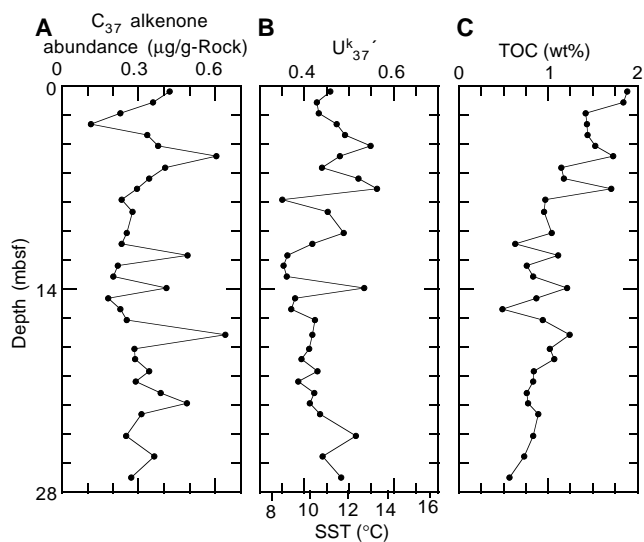 A
C37 alkenone
abundance (µg/g-Rock)
0 0.3 0.6
B
Uk37´
0.4 0.6
C
TOC (wt%)
0 1 2
0
14
28
Depth (mbsf)
8 10 12 14 16
SST (°C)